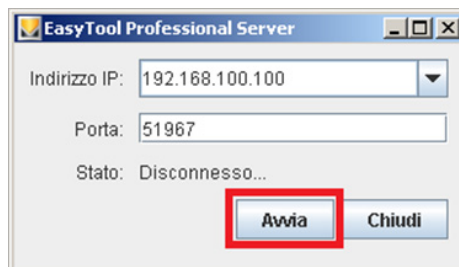 EasyTool Professional Server
Indirizzo IP: 192.168.100.100
Porta: 51967
Stato: Disconnesso...
Avvia Chiudi